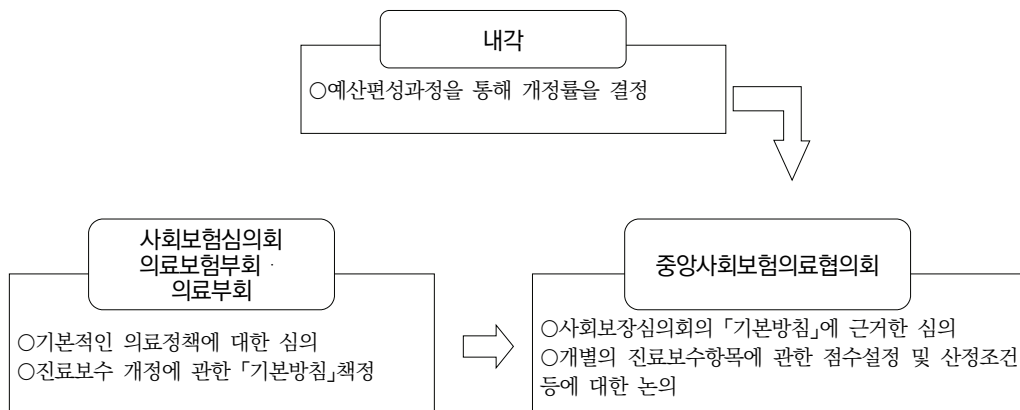 내각
○예산편성과정을 통해 개정률을 결정
사회보험심의회
의료보험부회 ·
의료부회
○기본적인 의료정책에 대한 심의
○진료보수 개정에 관한 「기본방침」책정
중앙사회보험의료협의회
○사회보장심의회의 「기본방침」에 근거한 심의
○개별의 진료보수항목에 관한 점수설정 및 산정조건
등에 대한 논의